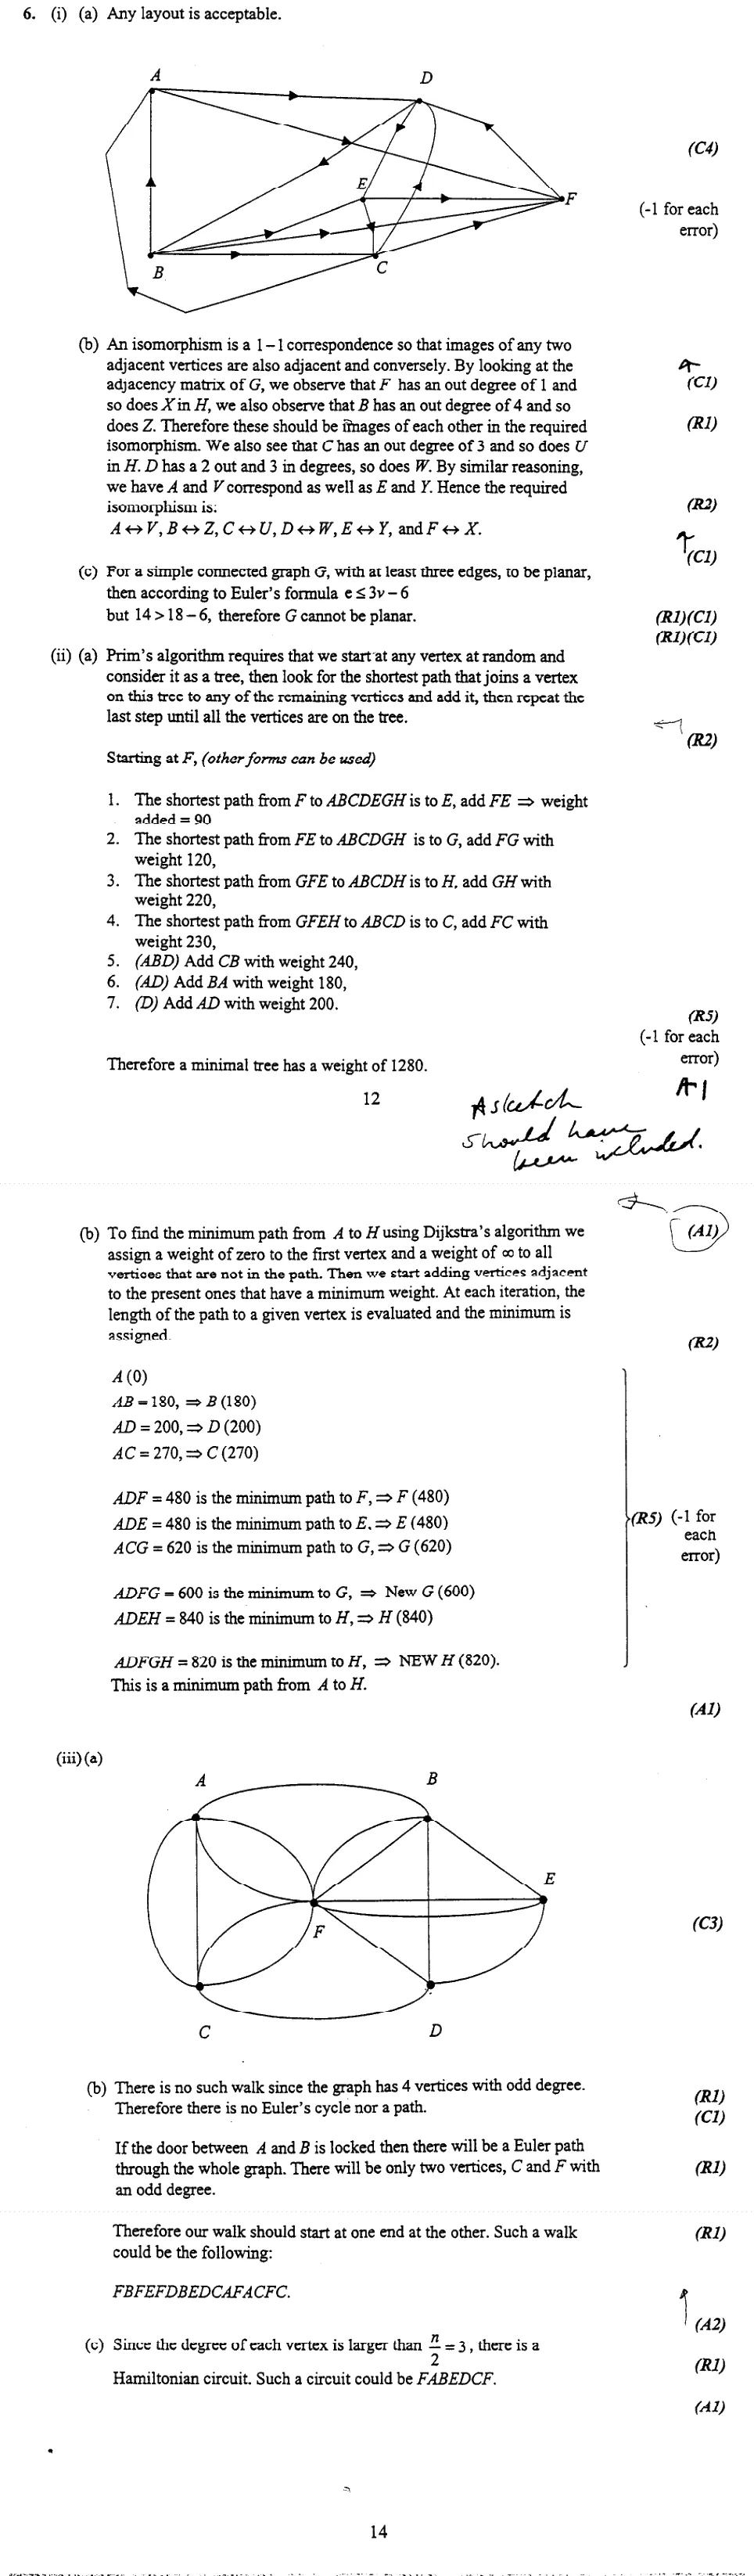 6. (i) (a) Any layout is acceptable.
A
D
(C4)
E
F
(-1 for each
error)
B
C
(b) An isomorphism is a 1–1 correspondence so that images of any two
adjacent vertices are also adjacent and conversely. By looking at the
adjacency matrix of G, we observe that F has an out degree of 1 and
(C1)
so does X in H, we also observe that B has an out degree of 4 and so
does Z. Therefore these should be images of each other in the required
(R1)
isomorphism. We also see that C has an out degree of 3 and so does U
in H. D has a 2 out and 3 in degrees, so does W. By similar reasoning,
we have A and V correspond as well as E and Y. Hence the required
isomorphism is:
(R2)
A ↔ V, B ↔ Z, C ↔ U, D ↔ W, E ↔ Y, and F ↔ X.
(C1)
(c) For a simple connected graph G, with at least three edges, to be planar,
then according to Euler's formula e ≤ 3v – 6
but 14 > 18 – 6, therefore G cannot be planar.
(R1)(C1)
(R1)(C1)
(ii) (a) Prim's algorithm requires that we start at any vertex at random and
consider it as a tree, then look for the shortest path that joins a vertex
on this tree to any of the remaining vertices and add it, then repeat the
last step until all the vertices are on the tree.
(R2)
Starting at F, (other forms can be used)
1. The shortest path from F to ABCDEGH is to E, add FE ⇒ weight
added = 90
2. The shortest path from FE to ABCDGH is to G, add FG with
weight 120,
3. The shortest path from GFE to ABCDH is to H, add GH with
weight 220,
4. The shortest path from GFEH to ABCD is to C, add FC with
weight 230,
5. (ABD) Add CB with weight 240,
6. (AD) Add BA with weight 180,
7. (D) Add AD with weight 200.
(R5)
(-1 for each
error)
Therefore a minimal tree has a weight of 1280.
A1
12
A sketch
should have
been included.
(A1)
(b) To find the minimum path from A to H using Dijkstra's algorithm we
assign a weight of zero to the first vertex and a weight of ∞ to all
vertices that are not in the path. Then we start adding vertices adjacent
to the present ones that have a minimum weight. At each iteration, the
length of the path to a given vertex is evaluated and the minimum is
assigned.
(R2)
A (0)
AB = 180, ⇒ B (180)
AD = 200, ⇒ D (200)
AC = 270, ⇒ C (270)
ADF = 480 is the minimum path to F, ⇒ F (480)
ADE = 480 is the minimum path to E, ⇒ E (480)
ACG = 620 is the minimum path to G, ⇒ G (620)
(R5) (-1 for
each
error)
ADFG = 600 is the minimum to G, ⇒ New G (600)
ADEH = 840 is the minimum to H, ⇒ H (840)
ADFGH = 820 is the minimum to H, ⇒ NEW H (820).
This is a minimum path from A to H.
(A1)
(iii) (a)
A
B
E
F
(C3)
C
D
(b) There is no such walk since the graph has 4 vertices with odd degree.
(R1)
Therefore there is no Euler's cycle nor a path.
(C1)
If the door between A and B is locked then there will be a Euler path
through the whole graph. There will be only two vertices, C and F with
(R1)
an odd degree.
Therefore our walk should start at one end at the other. Such a walk
(R1)
could be the following:
FBFEFDBEDCAFACFC.
(A2)
(c) Since the degree of each vertex is larger than n/2 = 3, there is a
(R1)
Hamiltonian circuit. Such a circuit could be FABEDCF.
(A1)
14